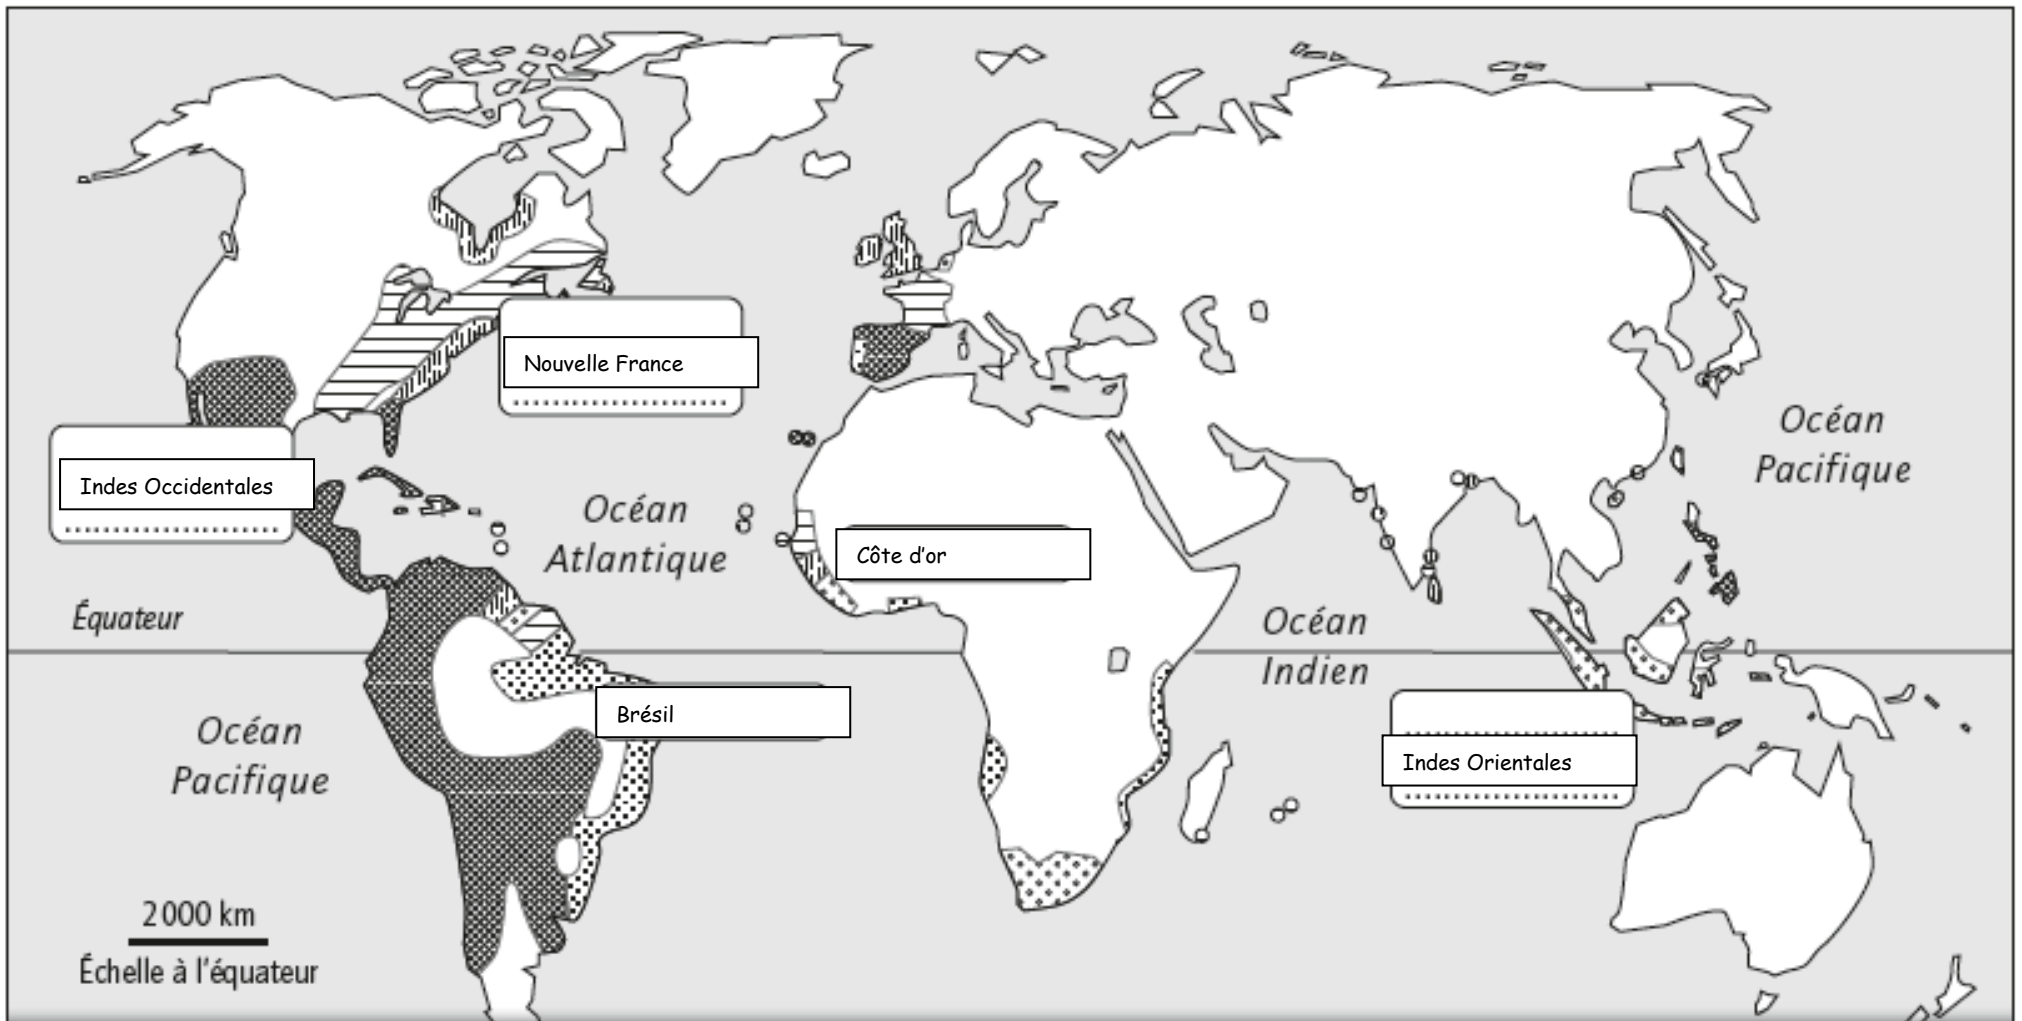 Nouvelle France
Océan
Pacifique
Indes Occidentales
Océan
Atlantique
Côte d'or
Équateur
Océan
Indien
Brésil
Océan
Pacifique
Indes Orientales
2000 km
Échelle à l'équateur